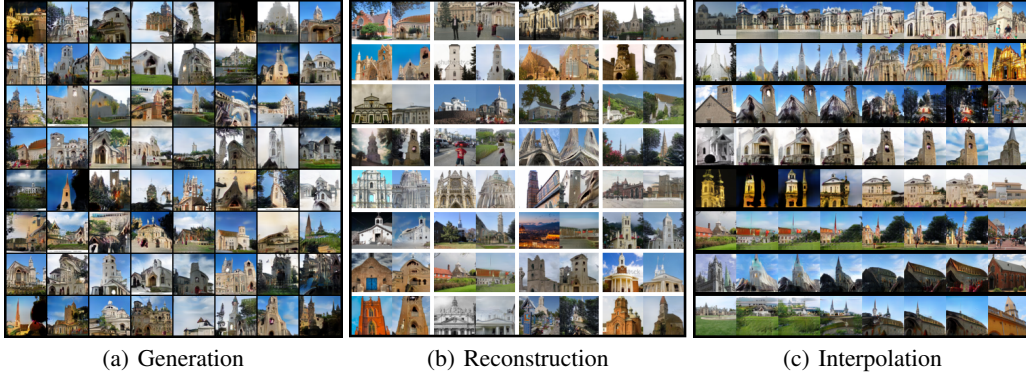 (a) Generation
(b) Reconstruction
(c) Interpolation